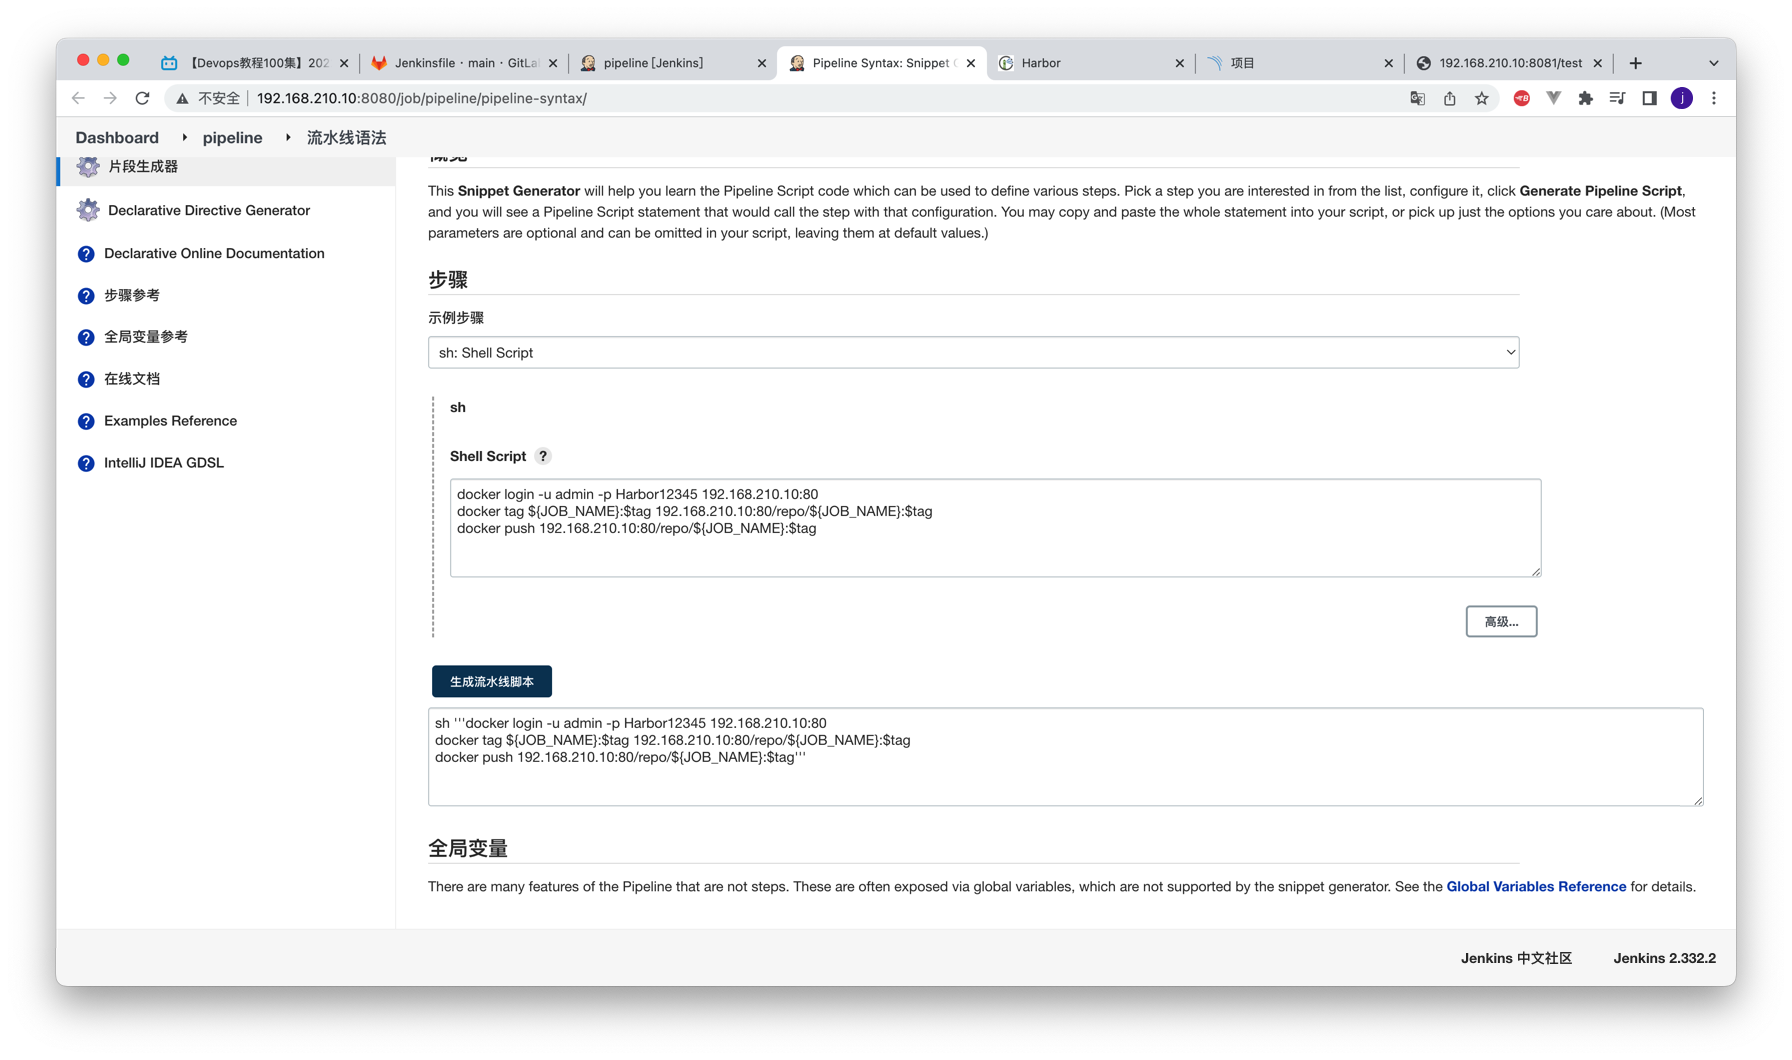 【Devops教程100集】202
Jenkinsfile · main · GitLa
pipeline [Jenkins]
Pipeline Syntax: Snippet G
Harbor
项目
192.168.210.10:8081/test
不安全
192.168.210.10:8080/job/pipeline/pipeline-syntax/
j
Dashboard
pipeline
流水线语法
片段生成器
Declarative Directive Generator
Declarative Online Documentation
步骤参考
全局变量参考
在线文档
Examples Reference
IntelliJ IDEA GDSL
概览
This Snippet Generator will help you learn the Pipeline Script code which can be used to define various steps. Pick a step you are interested in from the list, configure it, click Generate Pipeline Script,
and you will see a Pipeline Script statement that would call the step with that configuration. You may copy and paste the whole statement into your script, or pick up just the options you care about. (Most
parameters are optional and can be omitted in your script, leaving them at default values.)
步骤
示例步骤
sh: Shell Script
sh
Shell Script ?
docker login -u admin -p Harbor12345 192.168.210.10:80
docker tag ${JOB_NAME}:$tag 192.168.210.10:80/repo/${JOB_NAME}:$tag
docker push 192.168.210.10:80/repo/${JOB_NAME}:$tag
高级...
生成流水线脚本
sh '''docker login -u admin -p Harbor12345 192.168.210.10:80
docker tag ${JOB_NAME}:$tag 192.168.210.10:80/repo/${JOB_NAME}:$tag
docker push 192.168.210.10:80/repo/${JOB_NAME}:$tag'''
全局变量
There are many features of the Pipeline that are not steps. These are often exposed via global variables, which are not supported by the snippet generator. See the Global Variables Reference for details.
Jenkins 中文社区
Jenkins 2.332.2